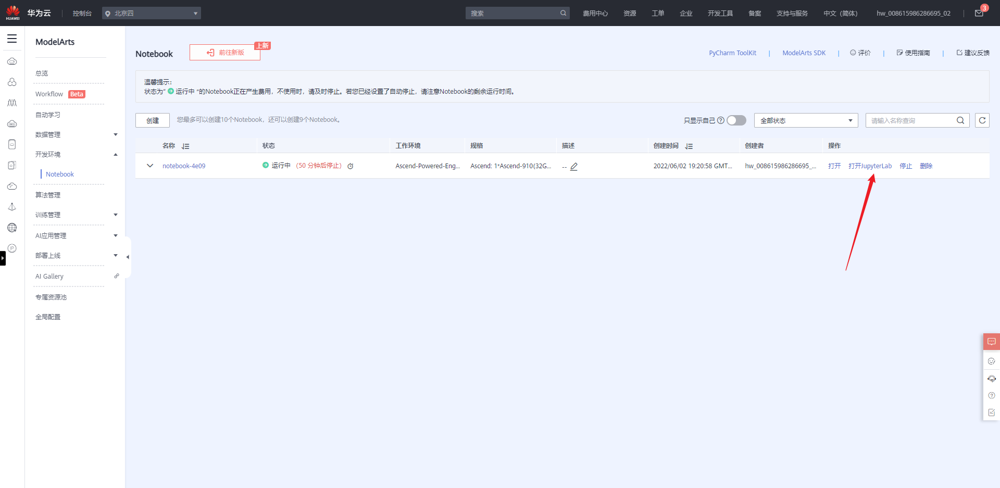 HUAWEI
华为云
控制台
北京四
搜索
费用中心
资源
工单
企业
开发工具
备案
支持与服务
中文（简体）
hw_008615986286695_02
3
ModelArts
总览
Workflow Beta
自动学习
数据管理
开发环境
Notebook
算法管理
训练管理
AI应用管理
部署上线
AI Gallery
专属资源池
全局配置
Notebook
前往新版
上新
PyCharm ToolKit | ModelArts SDK | 评价 | 使用指南 | 建议反馈
温馨提示：
状态为“ 运行中 ”的Notebook正在产生费用，不使用时，请及时停止。若您已经设置了自动停止，请注意Notebook的剩余运行时间。
创建
您最多可以创建10个Notebook，还可以创建9个Notebook。
只显示自己
全部状态
请输入名称查询
名称 状态 工作环境 规格 描述 创建时间 创建者 操作
notebook-4e09 运行中 （50 分钟后停止） Ascend-Powered-Eng... Ascend: 1*Ascend-910(32G... -- 2022/06/02 19:20:58 GMT... hw_008615986286695_... 打开 打开JupyterLab 停止 删除
IP